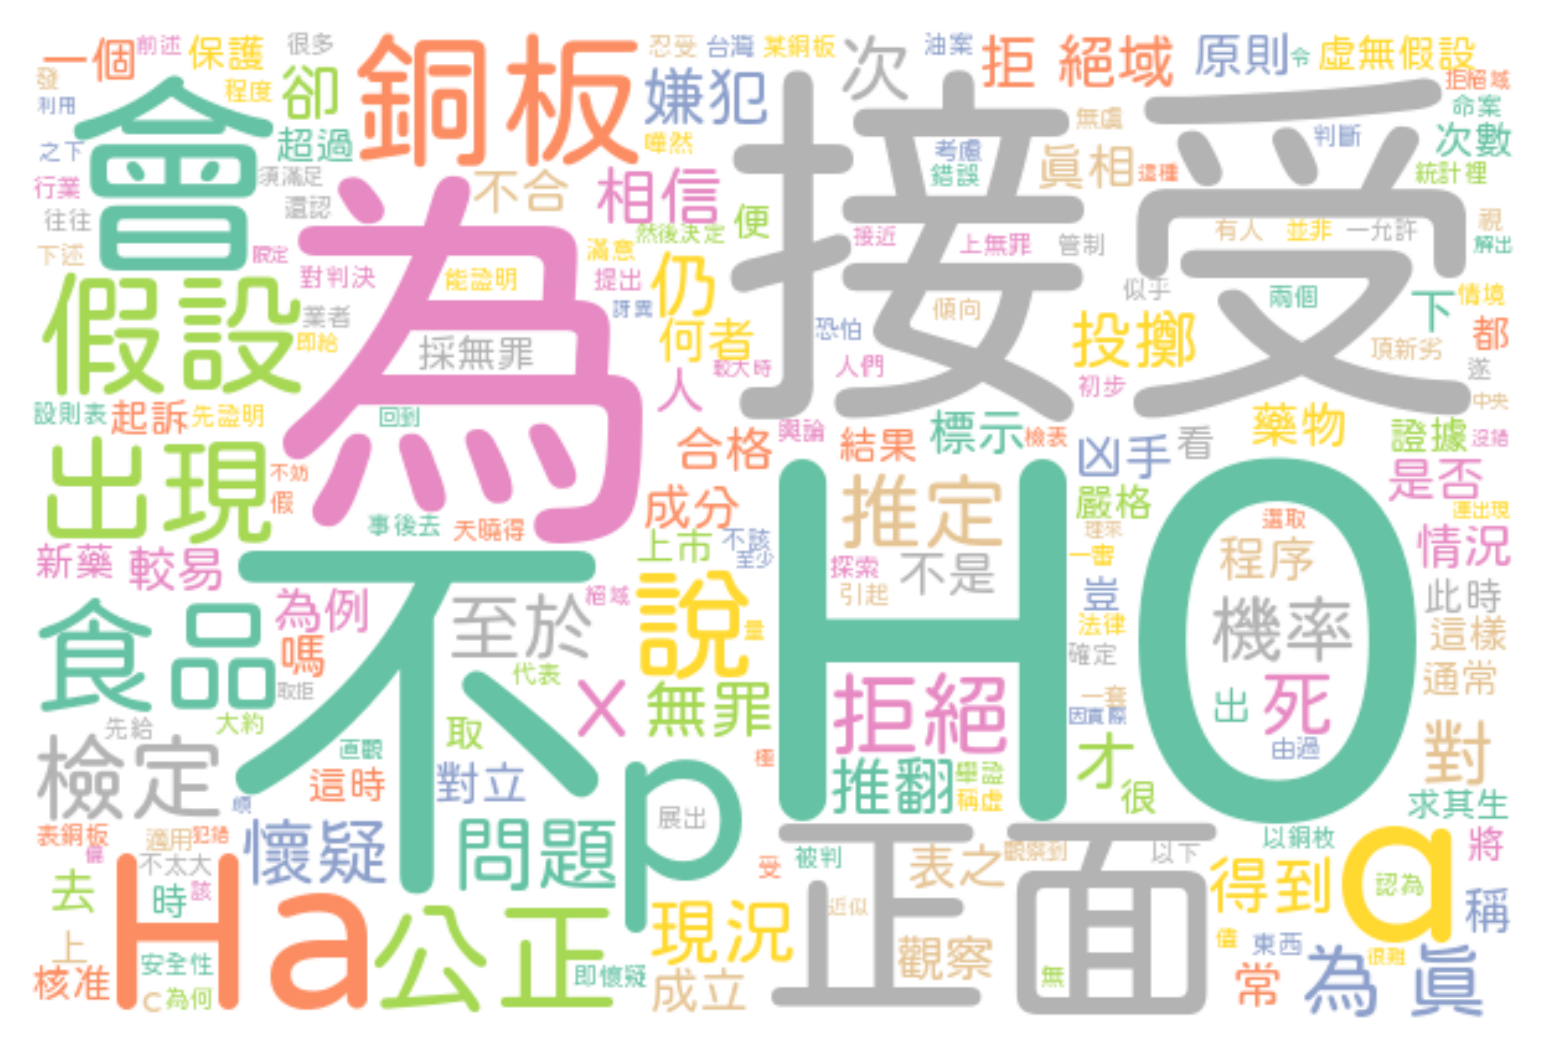 一個
前述
保護
很多
銅板
忍受
台灣
某銅板
次
油案
拒絕域
原則
令
虛無假設
發
利用
程度
卻
嫌犯
接受
拒絕域
命案
會
超過
嘩然
無虞
判斷
次數
之下
考慮
真相
這種
統計裡
行業
須滿足
不合
相信
錯誤
往往
還認
為
便
然後決定
接近
上無罪
管制
有人
並非
一允許
視
解出
下述
限定
對判決
能證明
滿意
提出
仍
似乎
兩個
下
情境
假設
業者
即給
採無罪
訝異
何者
恐怕
傾向
投擲
頂新劣
都
人
較大時
人們
初步
遂
中央
設則表
起訴
先證明
回到
合格
輿論
結果
標示
檢表
凶手
看
藥物
證據
沒錯
出現
不妨
假
事後去
天曉得
成分
推定
嚴格
是否
還出現
新藥
較易
不
上市
不該
至少
HO
探索
不是
理來
一審
選取
程序
情況
食品
為例
嗎
取拒
至於
絕域
說
量
引起
豈
法律
機率
此時
這樣
先給
大約
代表
X
無罪
拒絕
確定
一套
因實際
出
死
通常
檢定
直觀
取
極
才
由過
對
這時
對立
p
推翻
稱虛
很
求其生
表銅板
適用
犯錯
懷疑
問題
展出
正面
以下
以銅板
a
將
去
Ha
不太大
時
該
受
被判
表之
觀察到
得到
認為
稱
上
安全性
公正
現況
近似
觀察
東西
很難
核准
C
為何
即懷疑
成立
無
值
常
為真